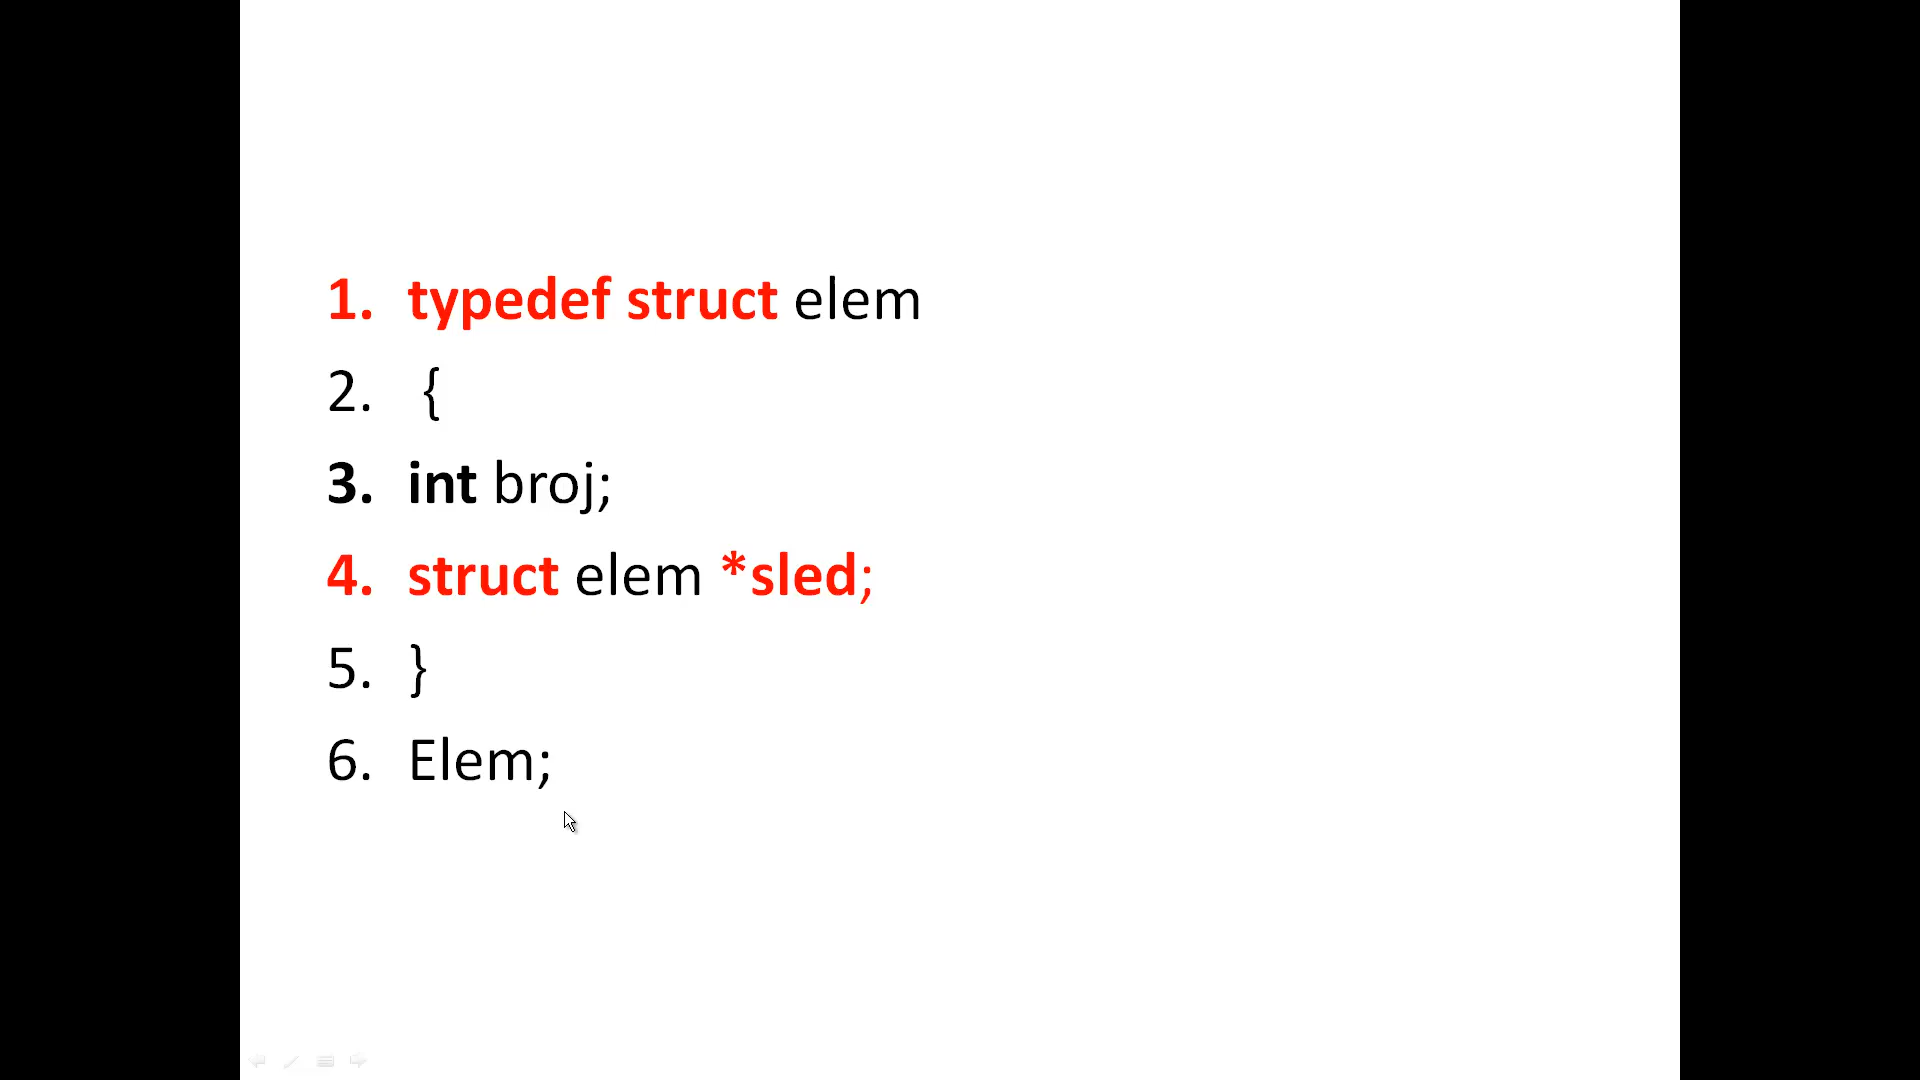 1. typedef struct elem
2. {
3. int broj;
4. struct elem *sled;
5. }
6. Elem;